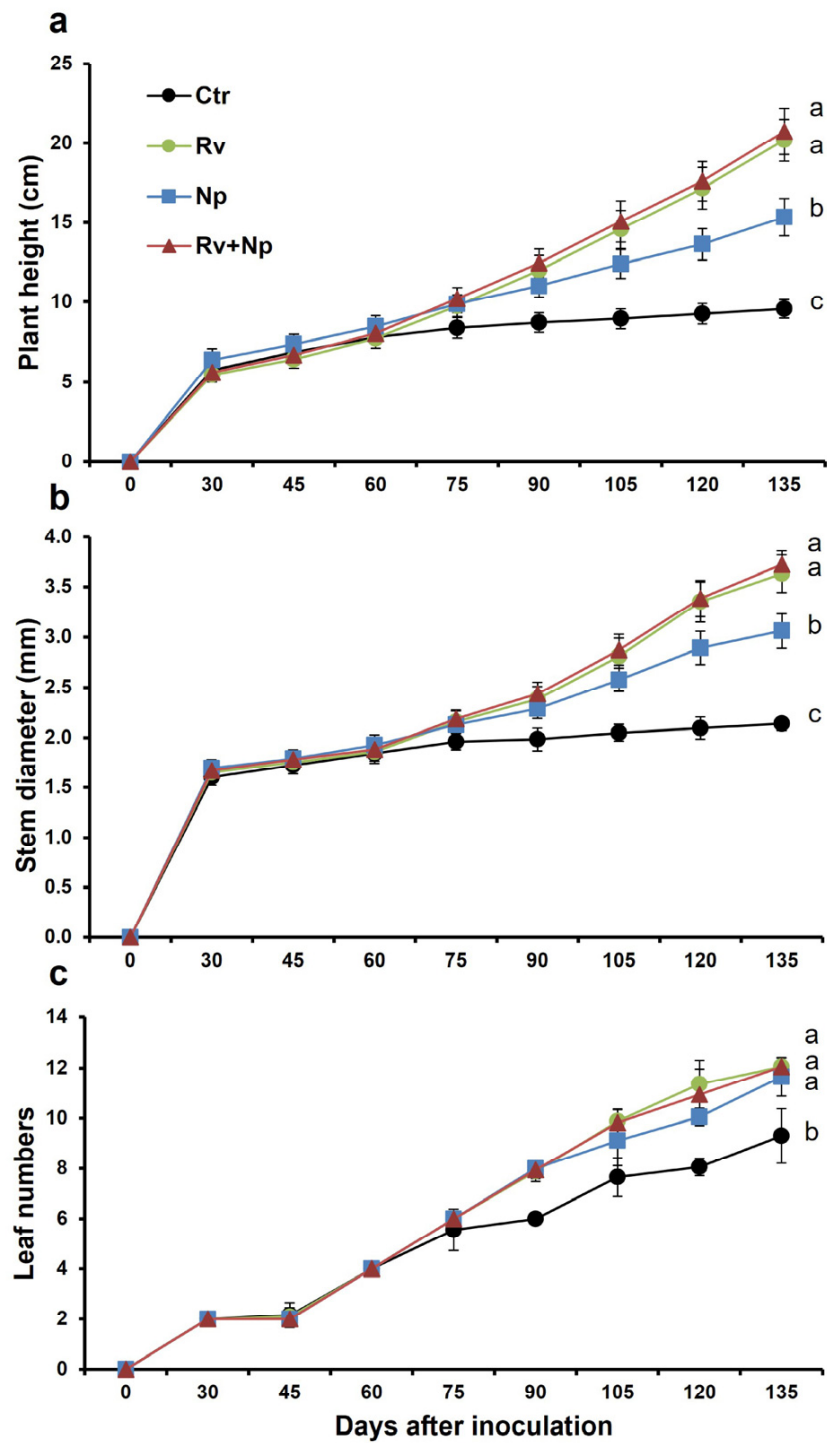 a
Plant height (cm)
25
20
15
10
5
0
Ctr
Rv
Np
Rv+Np
a
a
b
c
0 30 45 60 75 90 105 120 135
b
Stem diameter (mm)
4.0
3.5
3.0
2.5
2.0
1.5
1.0
0.5
0.0
a
a
b
c
0 30 45 60 75 90 105 120 135
c
Leaf numbers
14
12
10
8
6
4
2
0
a
a
a
b
0 30 45 60 75 90 105 120 135
Days after inoculation